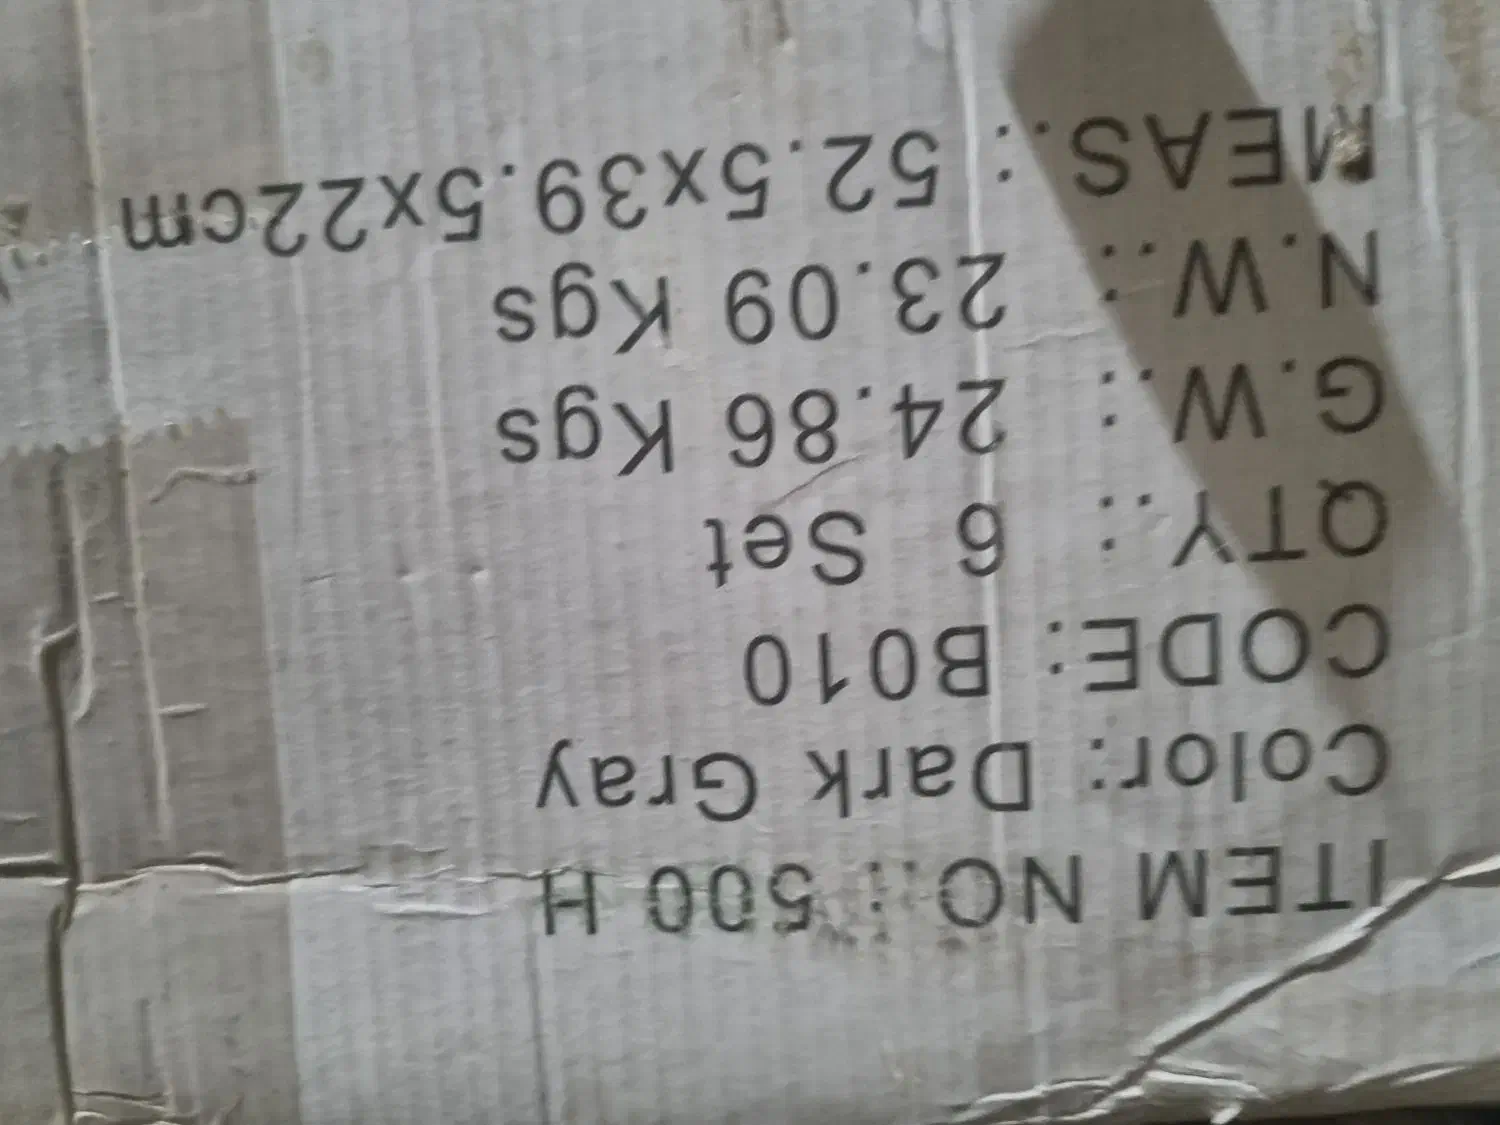 ITEM NO.: 500 H
Color: Dark Gray
CODE: B010
QTY.: 6 Set
G.W.: 24.86 Kgs
N.W.: 23.09 Kgs
MEAS.: 52.5x39.5x22cm